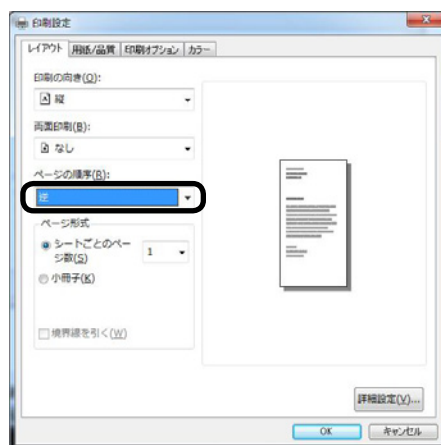 印刷設定
レイアウト 用紙/品質 印刷オプション カラー
印刷の向き(O):
縦
両面印刷(B):
なし
ページの順序(R):
逆
ページ形式
シートごとのペー
ジ数(S)
1
小冊子(K)
境界線を引く(W)
詳細設定(V)...
OK キャンセル